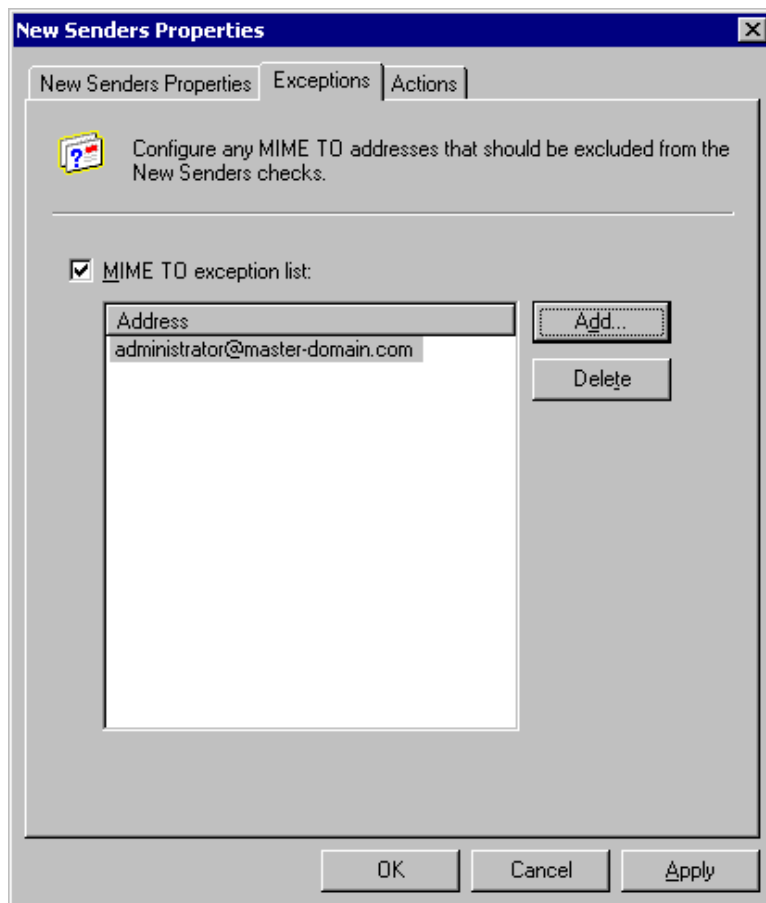 New Senders Properties
New Senders Properties Exceptions Actions
Configure any MIME TO addresses that should be excluded from the
New Senders checks.
MIME TO exception list:
Address
Add...
administrator@master-domain.com
Delete
OK Cancel Apply